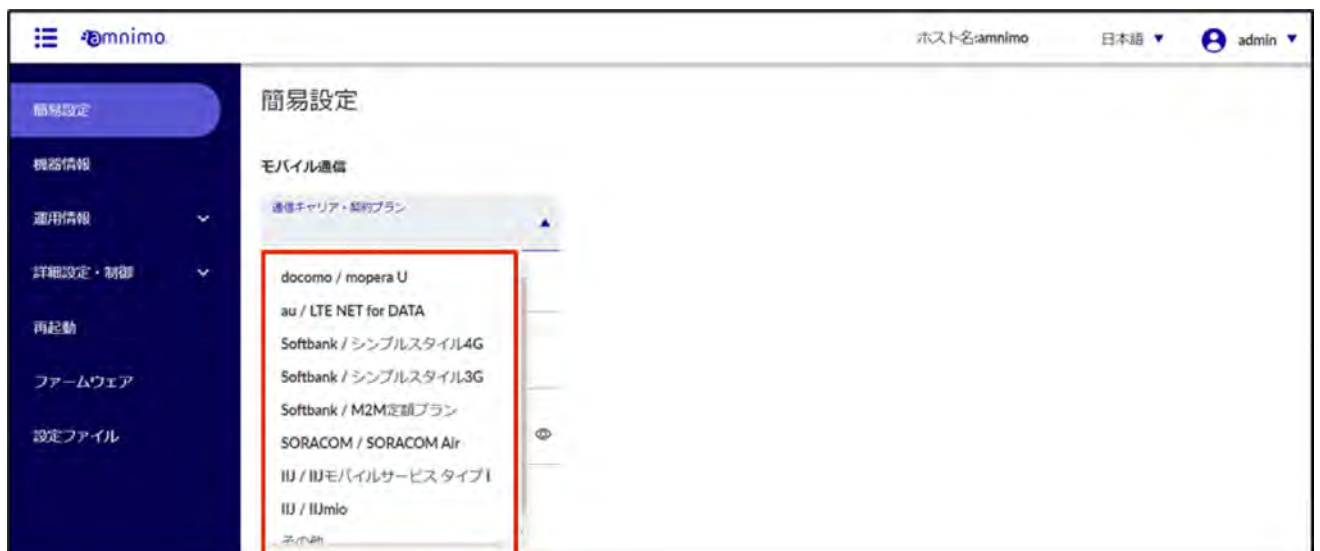 amnimo
ホスト名:amnimo
日本語 ▼
admin ▼
簡易設定
機器情報
運用情報
詳細設定・制御
再起動
ファームウェア
設定ファイル
簡易設定
モバイル通信
通信キャリア・契約プラン
docomo / mopera U
au / LTE NET for DATA
Softbank / シンプルスタイル4G
Softbank / シンプルスタイル3G
Softbank / M2M定額プラン
SORACOM / SORACOM Air
IIJ / IIJモバイルサービス タイプI
IIJ / IIJmio
その他